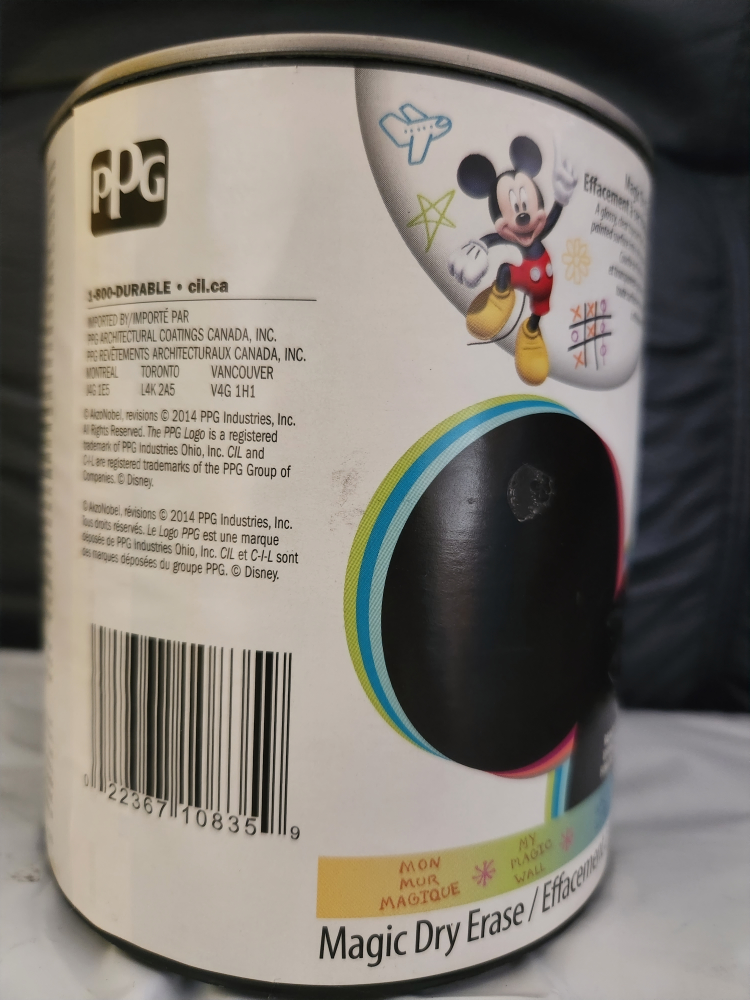 PPG
1-800-DURABLE • cil.ca
IMPORTED BY/IMPORTÉ PAR
PPG ARCHITECTURAL COATINGS CANADA, INC.
PPG REVÊTEMENTS ARCHITECTURAUX CANADA, INC.
MONTRÉAL TORONTO VANCOUVER
L4K 2A5 V4G 1H1
© AkzoNobel, revisions © 2014 PPG Industries, Inc.
All Rights Reserved. The PPG Logo is a registered
trademark of PPG Industries Ohio, Inc. CIL and
C-I-L are registered trademarks of the PPG Group of
Companies. © Disney.
© AkzoNobel, révisions © 2014 PPG Industries, Inc.
Tous droits réservés. Le Logo PPG est une marque
déposée de PPG Industries Ohio, Inc. CIL et C-I-L sont
des marques déposées du groupe PPG. © Disney.
0 22367 10835 9
Effacement
A glossy, clear
MON
MUR
MAGIQUE
MY
MAGIC
WALL
Magic Dry Erase / Effacement